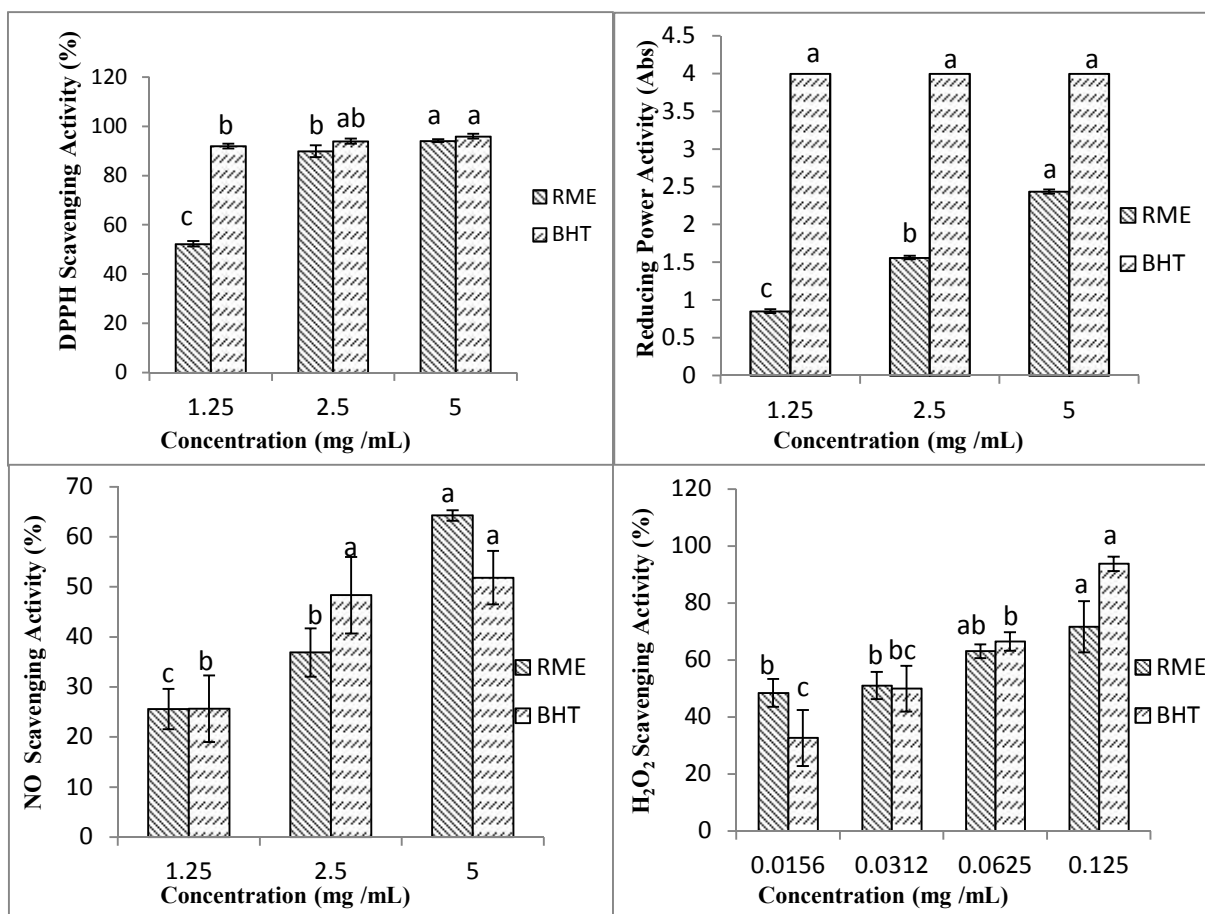 DPPH Scavenging Activity (%)
120
100
80
60
40
20
0
c
b
b
ab
a
a
1.25
2.5
5
Concentration (mg /mL)
RME
BHT
Reducing Power Activity (Abs)
4.5
4
3.5
3
2.5
2
1.5
1
0.5
0
c
a
b
a
a
a
1.25
2.5
5
Concentration (mg /mL)
RME
BHT
NO Scavenging Activity (%)
70
60
50
40
30
20
10
0
c
b
b
a
a
a
1.25
2.5
5
Concentration (mg /mL)
RME
BHT
H₂O₂ Scavenging Activity (%)
120
100
80
60
40
20
0
b
c
b
bc
ab
b
a
a
0.0156
0.0312
0.0625
0.125
Concentration (mg /mL)
RME
BHT